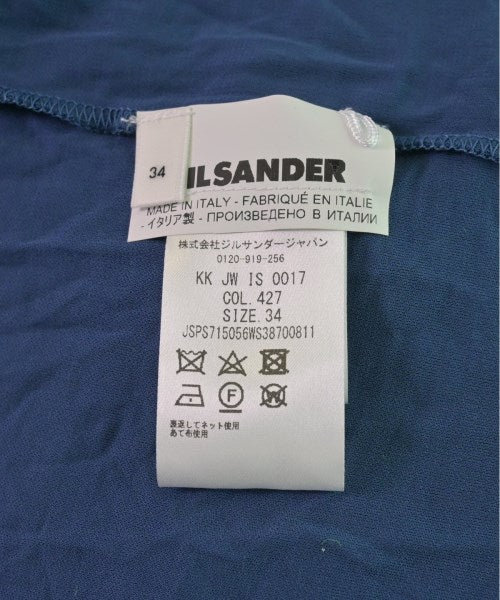 34
IL SANDER
MADE IN ITALY - FABRIQUÉ EN ITALIE
- イタリア製 - ПРОИЗВЕДЕНО В ИТАЛИИ
株式会社ジルサンダージャパン
0120-919-256
KK JW IS 0017
COL.427
SIZE.34
JSPS715056WS38700811
F
W
裏返してネット使用
あて布使用